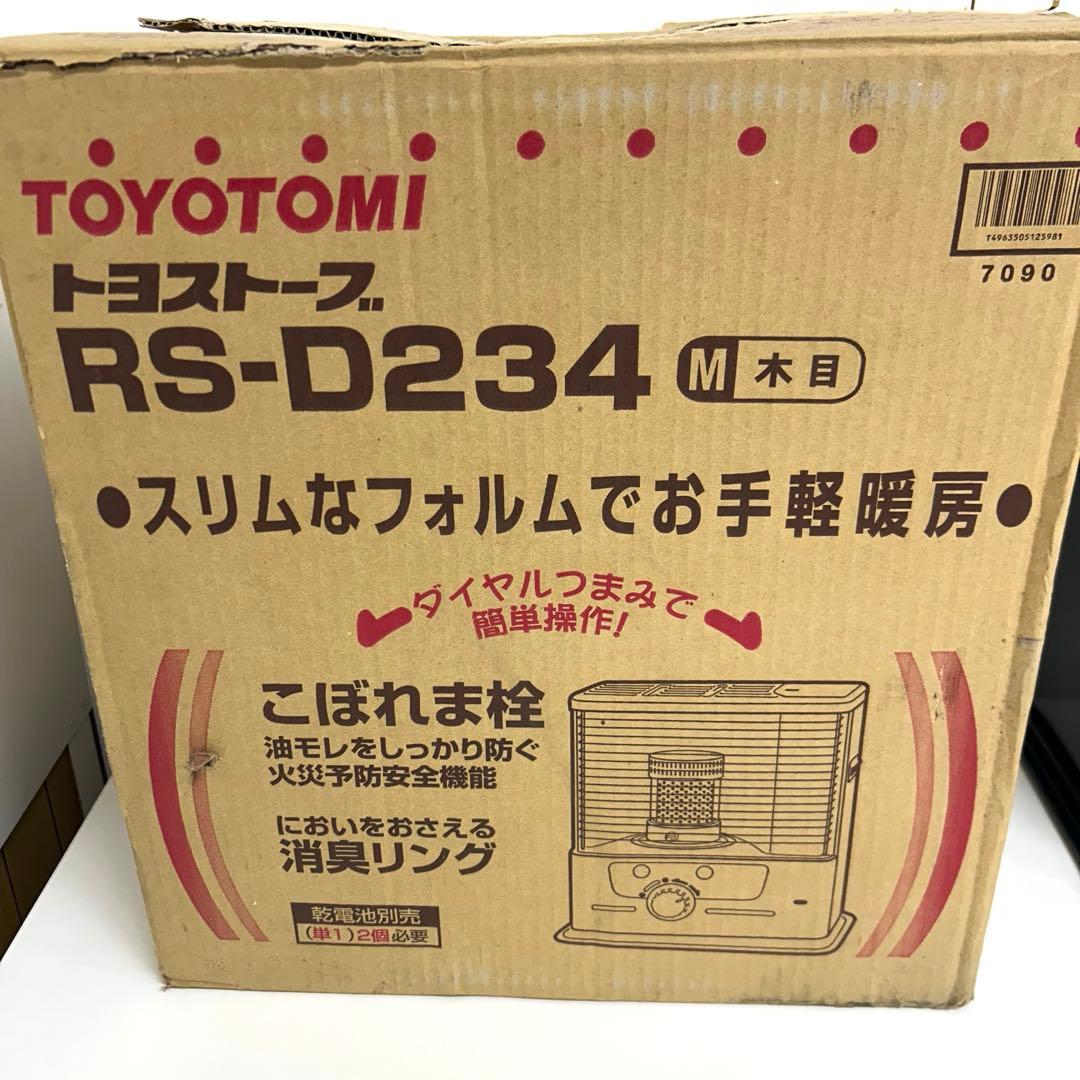 TOYOTOMI
T4963505125981
7090
トヨストーブ
RS-D234 M 木目
●スリムなフォルムでお手軽暖房●
ダイヤルつまみで
簡単操作!
こぼれま栓
油モレをしっかり防ぐ
火災予防安全機能
においをおさえる
消臭リング
乾電池別売
(単1)2個必要